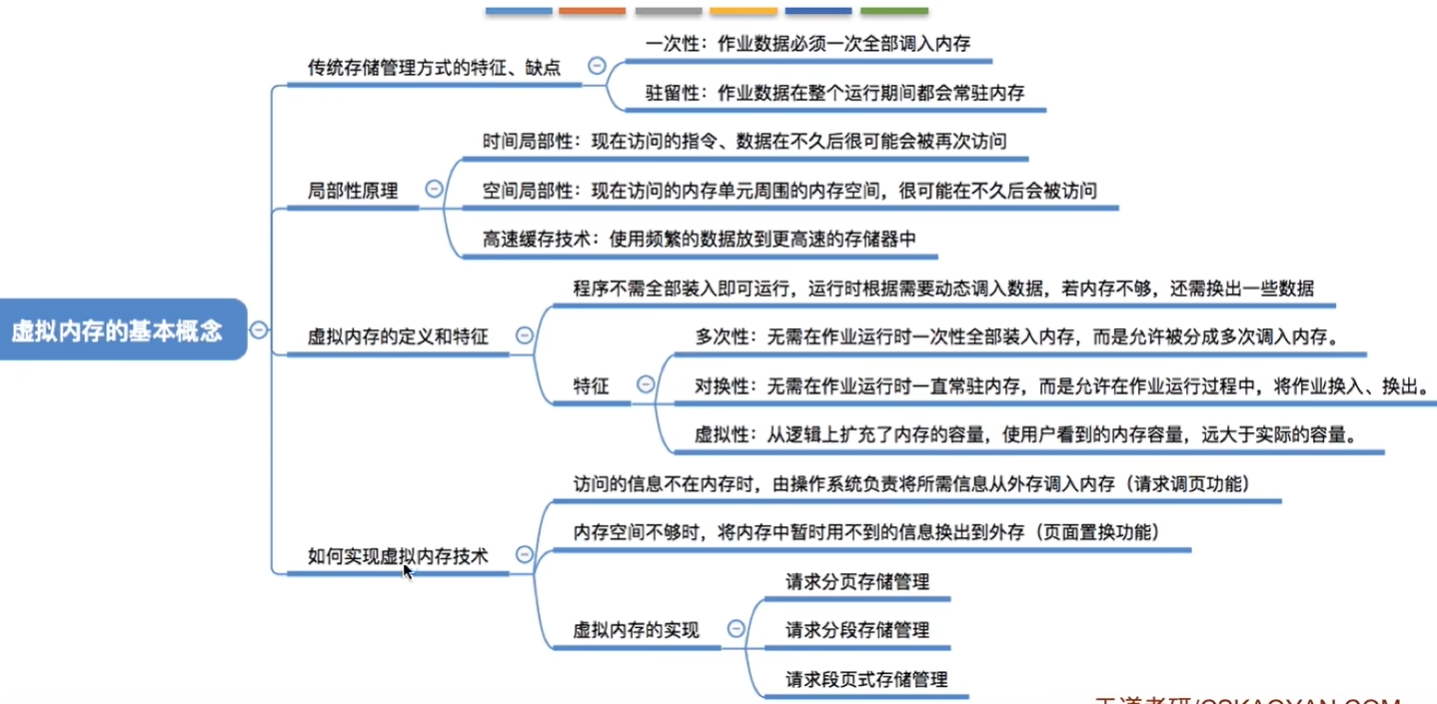 传统存储管理方式的特征、缺点
一次性：作业数据必须一次全部调入内存
驻留性：作业数据在整个运行期间都会常驻内存
局部性原理
时间局部性：现在访问的指令、数据在不久后很可能会被再次访问
空间局部性：现在访问的内存单元周围的内存空间，很可能在不久后会被访问
高速缓存技术：使用频繁的数据放到更高速的存储器中
虚拟内存的基本概念
虚拟内存的定义和特征
程序不需全部装入即可运行，运行时根据需要动态调入数据，若内存不够，还需换出一些数据
特征
多次性：无需在作业运行时一次性全部装入内存，而是允许被分成多次调入内存。
对换性：无需在作业运行时一直常驻内存，而是允许在作业运行过程中，将作业换入、换出。
虚拟性：从逻辑上扩充了内存的容量，使用户看到的内存容量，远大于实际的容量。
如何实现虚拟内存技术
访问的信息不在内存时，由操作系统负责将所需信息从外存调入内存（请求调页功能）
内存空间不够时，将内存中暂时用不到的信息换出到外存（页面置换功能）
虚拟内存的实现
请求分页存储管理
请求分段存储管理
请求段页式存储管理
王道考研/CSKAOYAN.COM